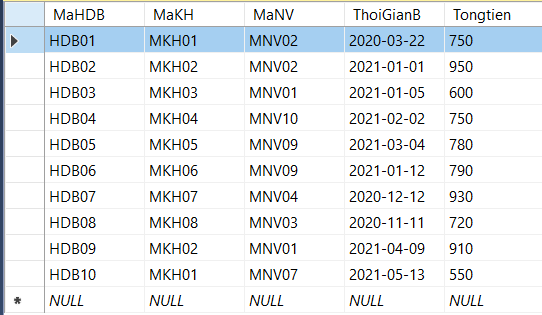 MaHDB MaKH MaNV ThoiGianB Tongtien
HDB01 MKH01 MNV02 2020-03-22 750
HDB02 MKH02 MNV02 2021-01-01 950
HDB03 MKH03 MNV01 2021-01-05 600
HDB04 MKH04 MNV10 2021-02-02 750
HDB05 MKH05 MNV09 2021-03-04 780
HDB06 MKH06 MNV09 2021-01-12 790
HDB07 MKH07 MNV04 2020-12-12 930
HDB08 MKH08 MNV03 2020-11-11 720
HDB09 MKH02 MNV01 2021-04-09 910
HDB10 MKH01 MNV07 2021-05-13 550
* NULL NULL NULL NULL NULL